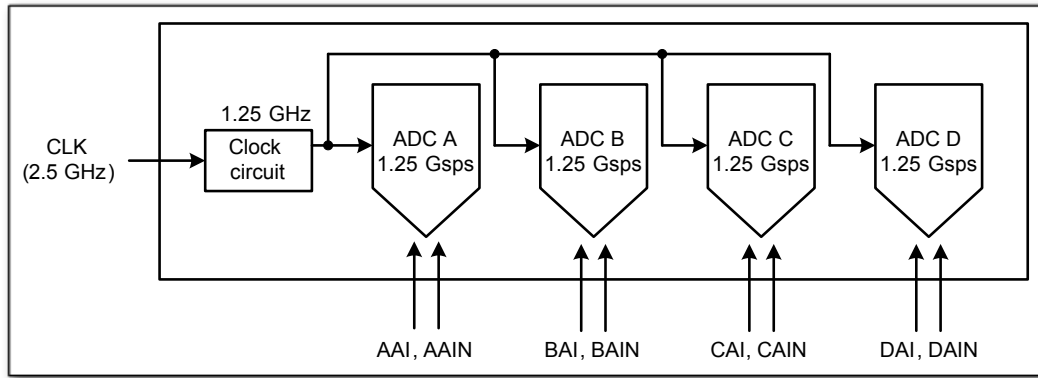 1.25 GHz
CLK
(2.5 GHz)
Clock
circuit
ADC A
1.25 Gsps
ADC B
1.25 Gsps
ADC C
1.25 Gsps
ADC D
1.25 Gsps
AAI, AAIN
BAI, BAIN
CAI, CAIN
DAI, DAIN